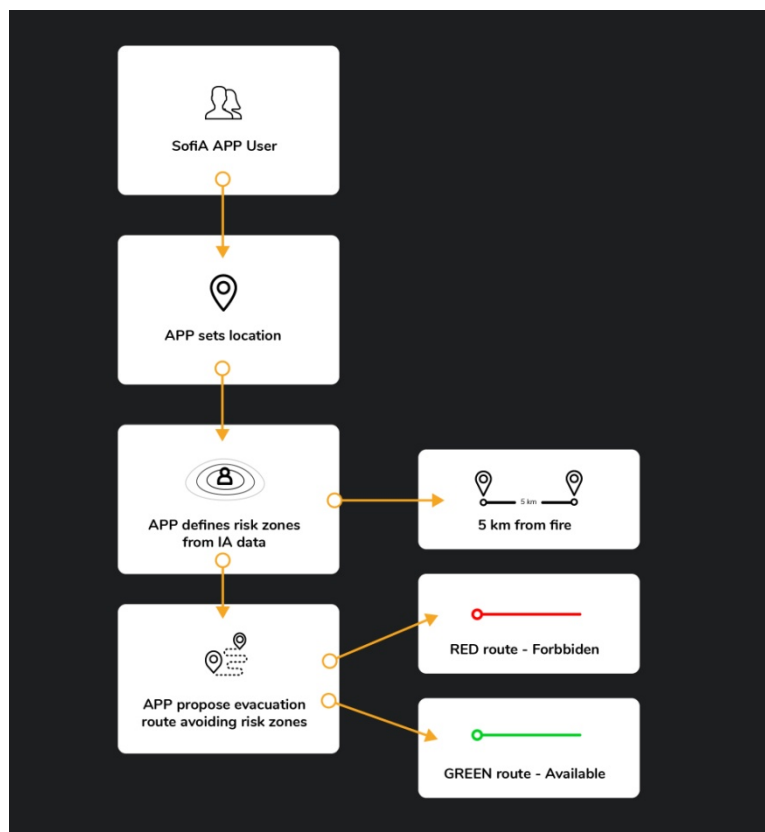 SofiA APP User
APP sets location
APP defines risk zones
from IA data
5 km
5 km from fire
APP propose evacuation
route avoiding risk zones
RED route - Forbbiden
GREEN route - Available